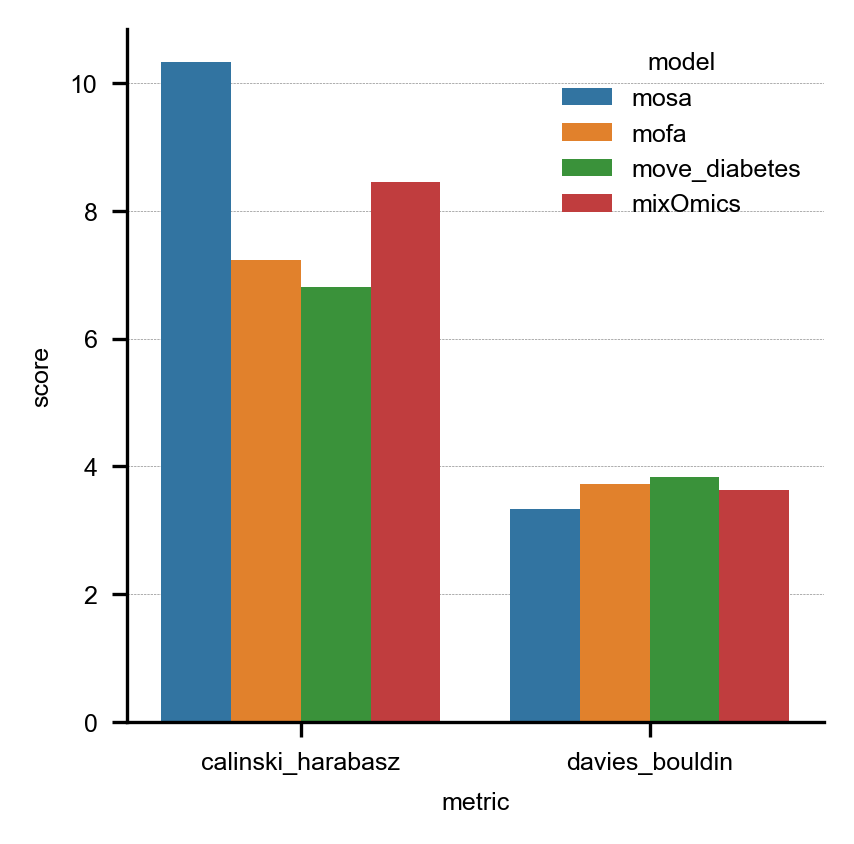 model
mosa
mofa
move_diabetes
mixOmics
10
8
6
4
2
0
score
calinski_harabasz davies_bouldin
metric